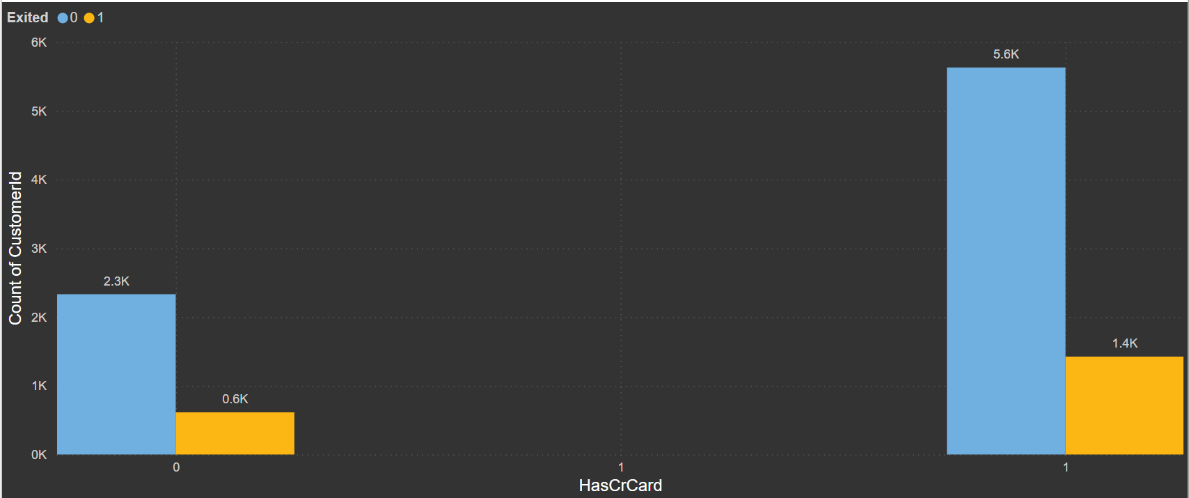 Exited 0 1
6K
5.6K
5K
4K
3K
2.3K
2K
1.4K
1K
0.6K
0K
0 1 1
HasCrCard
Count of CustomerId